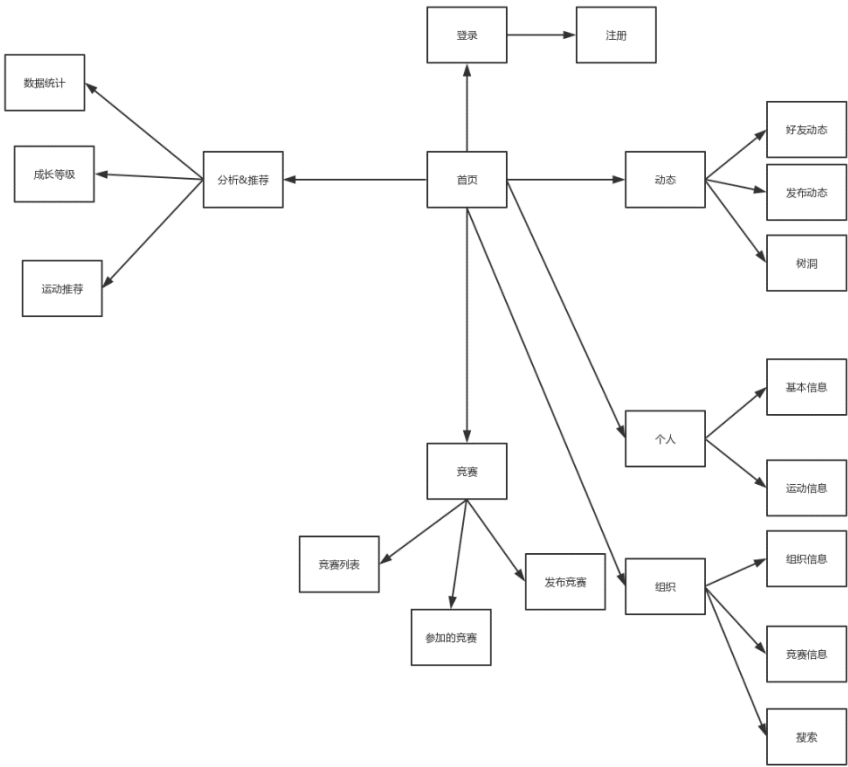 登录
注册
数据统计
好友动态
成长等级
分析&推荐
首页
动态
发布动态
树洞
运动推荐
基本信息
个人
竞赛
运动信息
竞赛列表
发布竞赛
组织
组织信息
参加的竞赛
竞赛信息
搜索